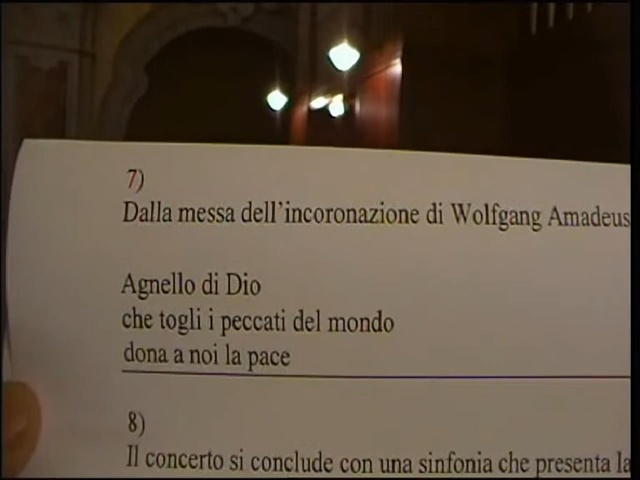 7)
Dalla messa dell'incoronazione di Wolfgang Amadeus
Agnello di Dio
che togli i peccati del mondo
dona a noi la pace
8)
Il concerto si conclude con una sinfonia che presenta la